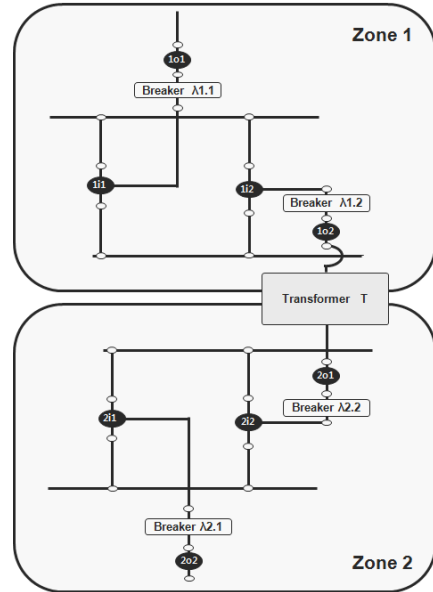 Zone 1
1o1
Breaker λ1.1
1i1
1i2
Breaker λ1.2
1o2
Transformer T
2o1
Breaker λ2.2
2i1
2i2
Breaker λ2.1
2o2
Zone 2